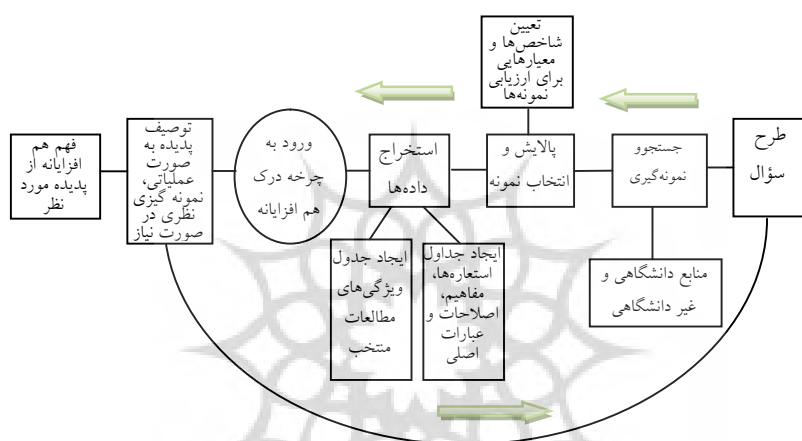 تعیین
شاخص‌ها و
معیارهایی
برای ارزیابی
نمونه‌ها
طرح
سؤال
جستجوو
نمونه‌گیری
پالایش و
انتخاب نمونه
استخراج
داده‌ها
ورود به
چرخه درک
هم افزایانه
توصیف
پدیده به
صورت
عملیاتی،
نمونه گیزی
نظری در
صورت نیاز
فهم هم
افزایانه از
پدیده مورد
نظر
منابع دانشگاهی و
غیر دانشگاهی
ایجاد جداول
استعاره‌ها،
مفاهیم،
اصلاحات و
عبارات
اصلی
ایجاد جدول
ویژگی‌های
مطالعات
منتخب